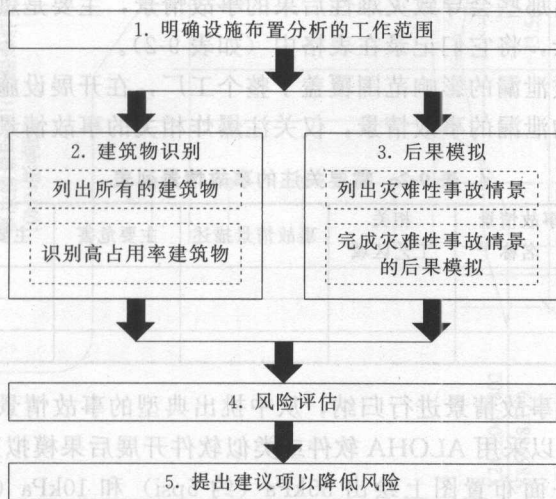 1. 明确设施布置分析的工作范围
2. 建筑物识别
列出所有的建筑物
识别高占用率建筑物
3. 后果模拟
列出灾难性事故情景
完成灾难性事故情景
的后果模拟
4. 风险评估
5. 提出建议项以降低风险